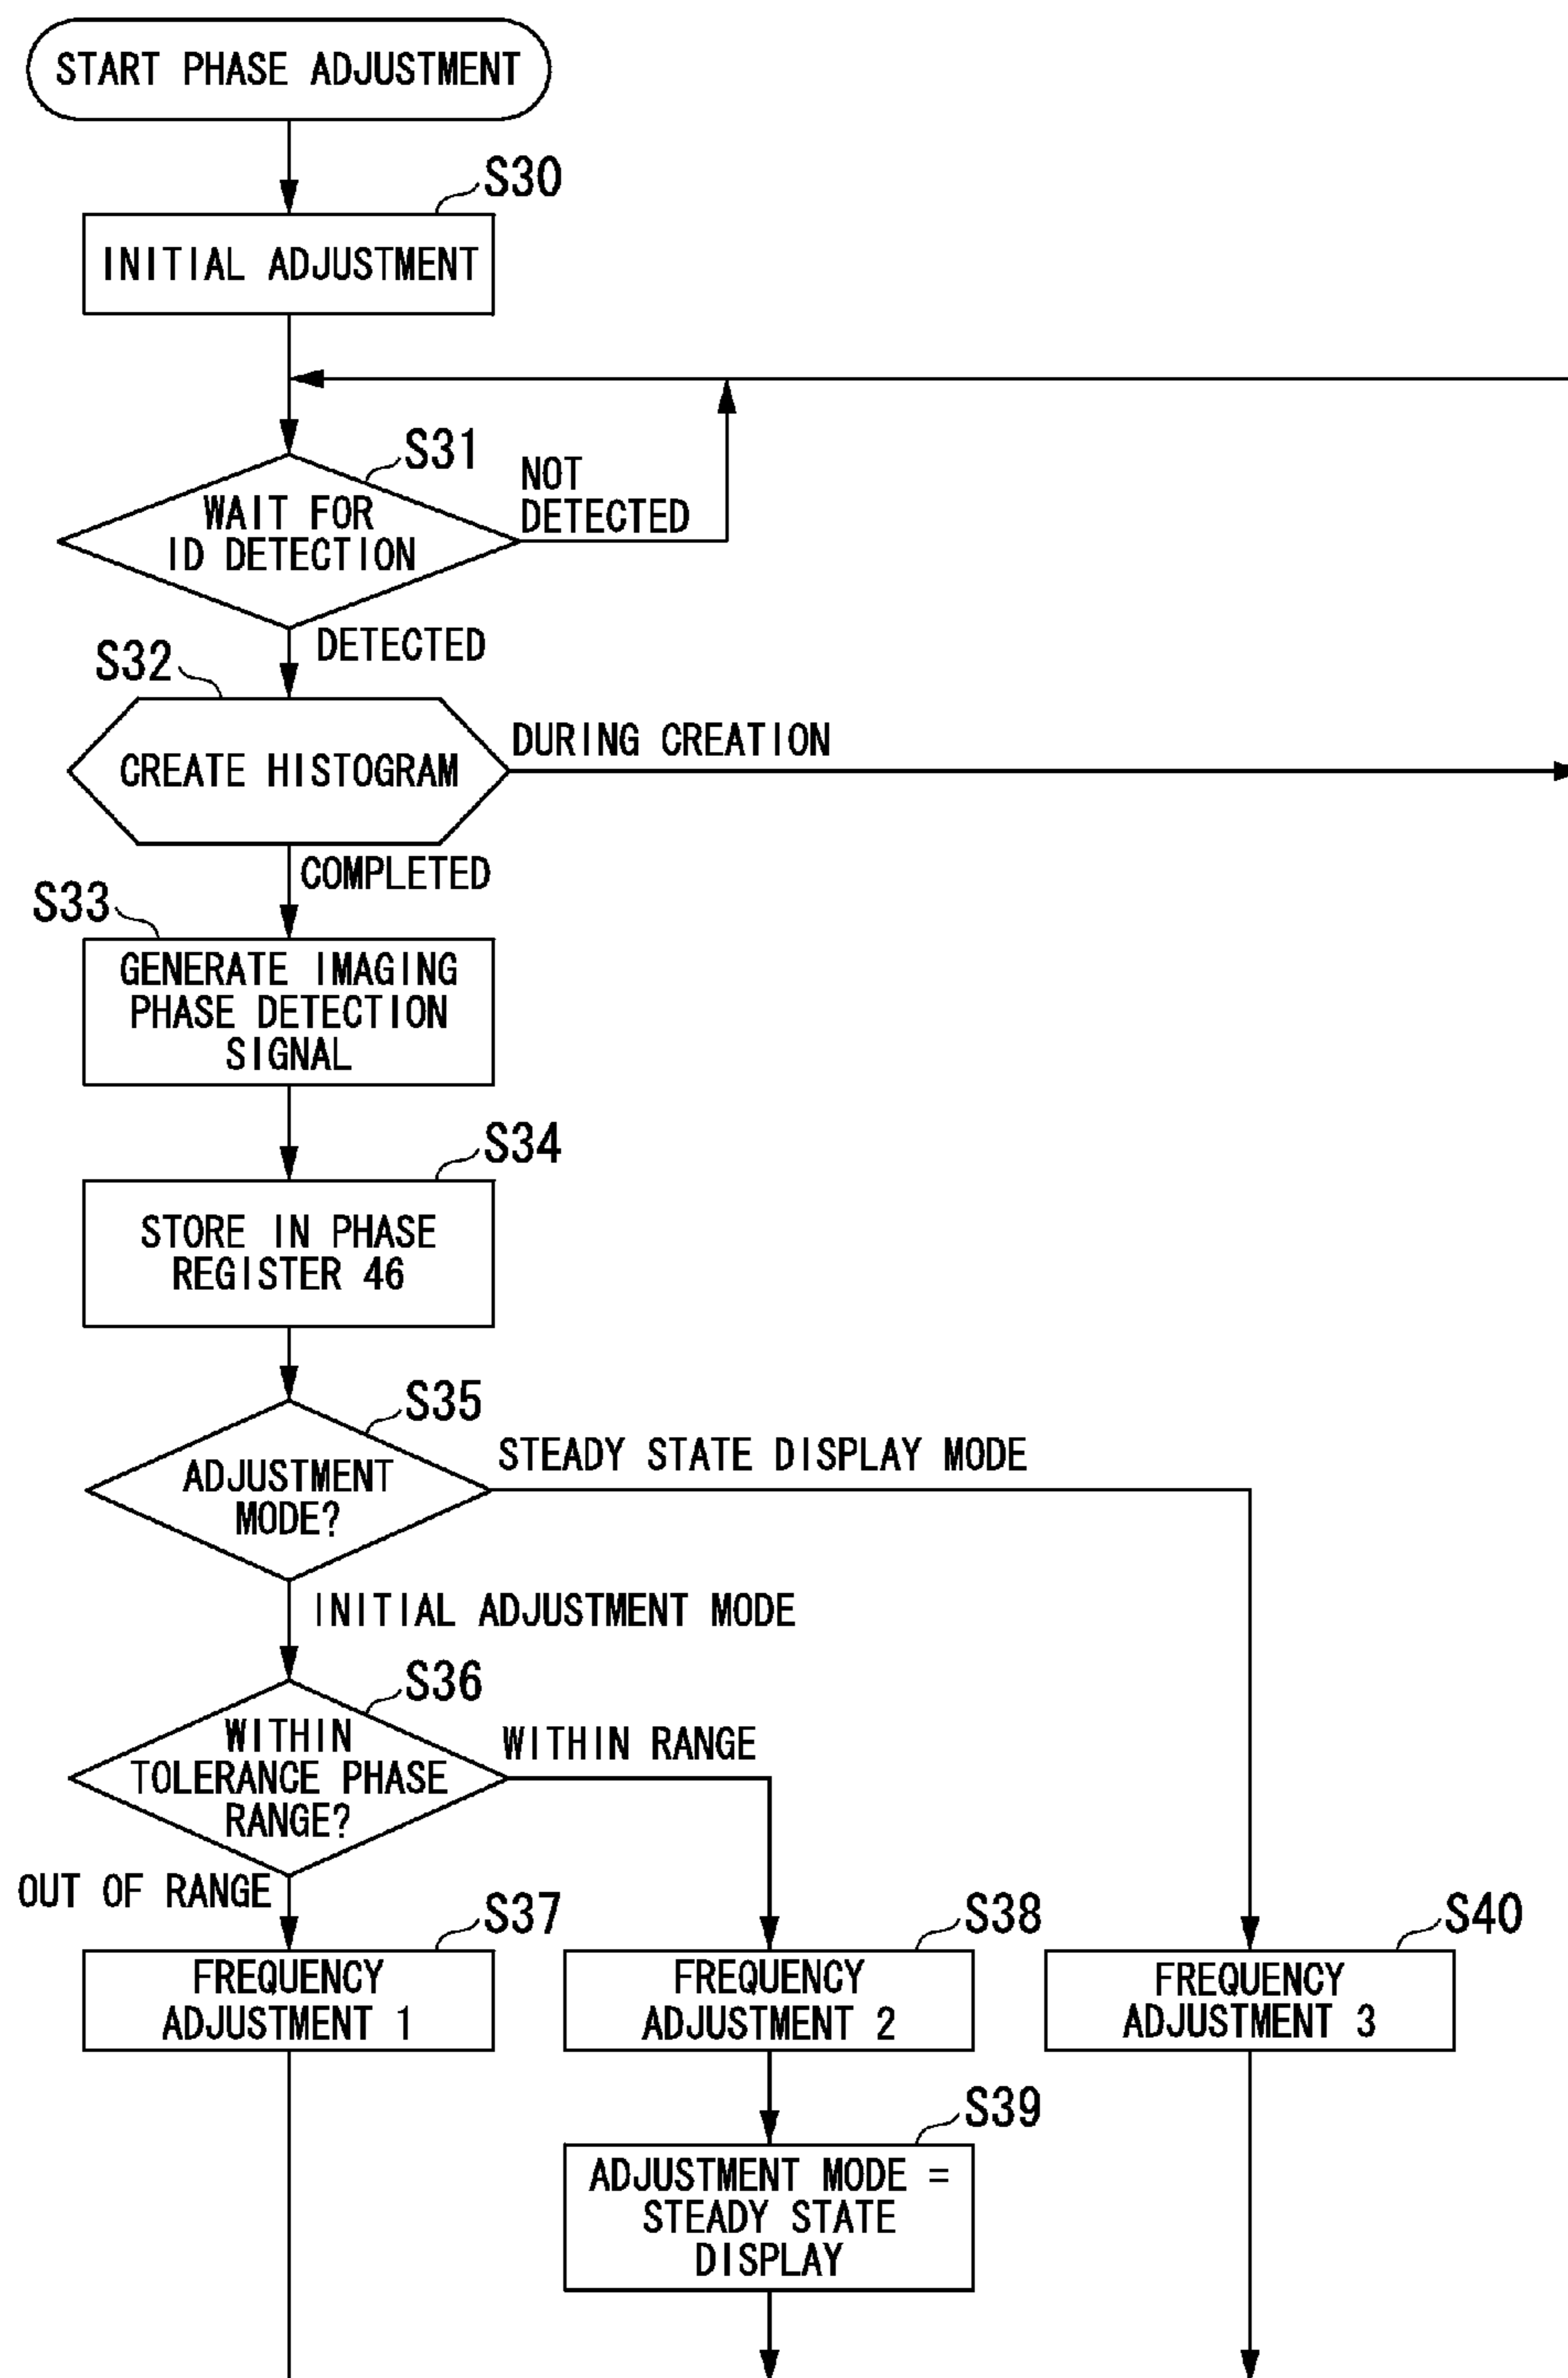 START PHASE ADJUSTMENT
S30
INITIAL ADJUSTMENT
S31
WAIT FOR
ID DETECTION
NOT
DETECTED
DETECTED
S32
CREATE HISTOGRAM
DURING CREATION
COMPLETED
S33
GENERATE IMAGING
PHASE DETECTION
SIGNAL
S34
STORE IN PHASE
REGISTER 46
S35
ADJUSTMENT
MODE?
STEADY STATE DISPLAY MODE
INITIAL ADJUSTMENT MODE
S36
WITHIN
TOLERANCE PHASE
RANGE?
WITHIN RANGE
OUT OF RANGE
S37
FREQUENCY
ADJUSTMENT 1
S38
FREQUENCY
ADJUSTMENT 2
S40
FREQUENCY
ADJUSTMENT 3
S39
ADJUSTMENT MODE =
STEADY STATE
DISPLAY